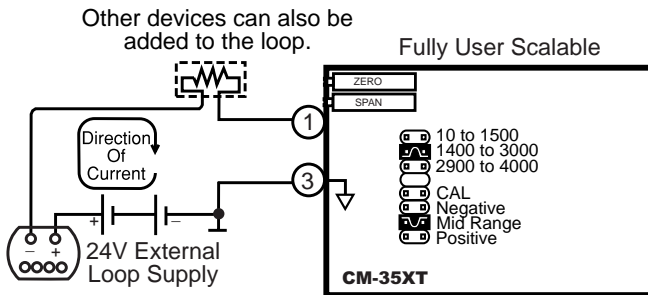 Other devices can also be
added to the loop.
Fully User Scalable
ZERO
SPAN
1
10 to 1500
1400 to 3000
2900 to 4000
Direction
Of
Current
3
CAL
Negative
Mid Range
Positive
+
–
– +
24V External
Loop Supply
CM-35XT